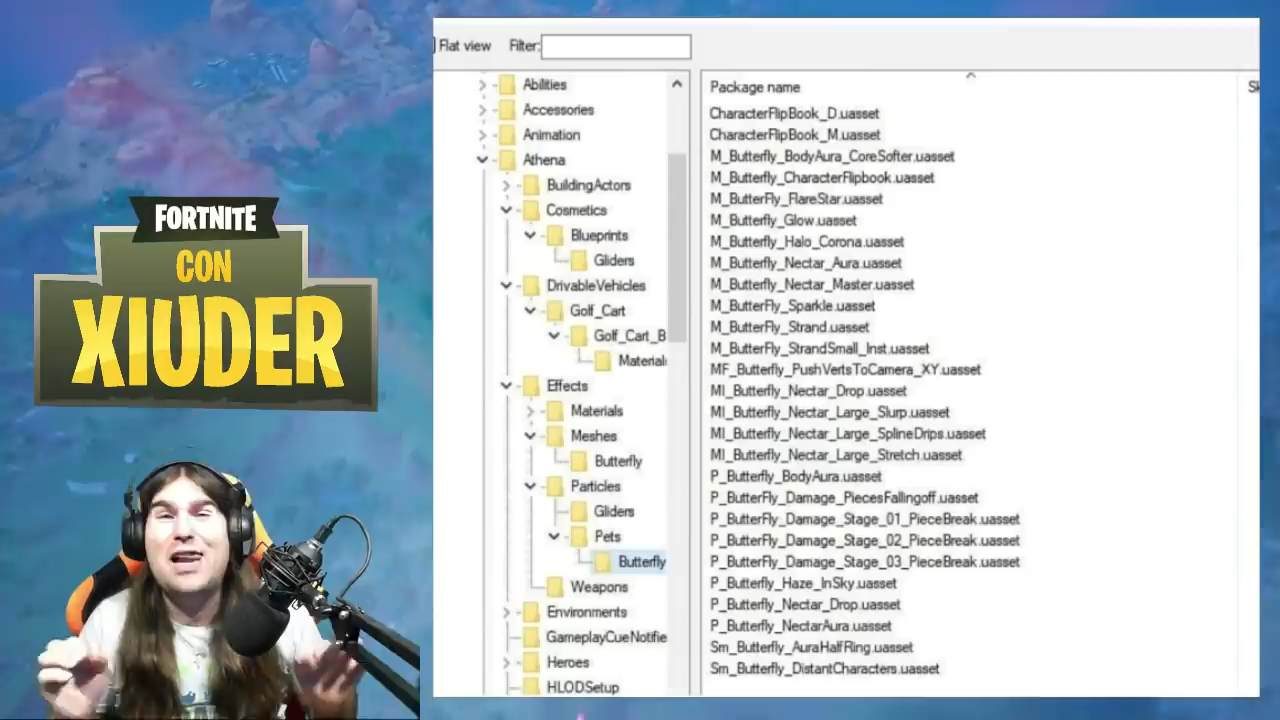 FORTNITE
CON
XIUDER
Flat view Filter:
Abilities
Accessories
Animation
Athena
BuildingActors
Cosmetics
Blueprints
Gliders
DrivableVehicles
Golf_Cart
Golf_Cart_B
Material
Effects
Materials
Meshes
Butterfly
Particles
Gliders
Pets
Butterfly
Weapons
Environments
GameplayCueNotifie
Heroes
HLODSetup
Package name
CharacterFlipBook_D.uasset
CharacterFlipBook_M.uasset
M_Butterfly_BodyAura_CoreSofter.uasset
M_Butterfly_CharacterFlipbook.uasset
M_ButterFly_FlareStar.uasset
M_Butterfly_Glow.uasset
M_Butterfly_Halo_Corona.uasset
M_Butterfly_Nectar_Aura.uasset
M_Butterfly_Nectar_Master.uasset
M_ButterFly_Sparkle.uasset
M_ButterFly_Strand.uasset
M_ButterFly_StrandSmall_Inst.uasset
MF_Butterfly_PushVertsToCamera_XY.uasset
MI_Butterfly_Nectar_Drop.uasset
MI_Butterfly_Nectar_Large_Slurp.uasset
MI_Butterfly_Nectar_Large_SplineDrips.uasset
MI_Butterfly_Nectar_Large_Stretch.uasset
P_Butterfly_BodyAura.uasset
P_ButterFly_Damage_PiecesFallingoff.uasset
P_ButterFly_Damage_Stage_01_PieceBreak.uasset
P_ButterFly_Damage_Stage_02_PieceBreak.uasset
P_ButterFly_Damage_Stage_03_PieceBreak.uasset
P_Butterfly_Haze_InSky.uasset
P_Butterfly_Nectar_Drop.uasset
P_Butterfly_NectarAura.uasset
Sm_Butterfly_AuraHalfRing.uasset
Sm_Butterfly_DistantCharacters.uasset